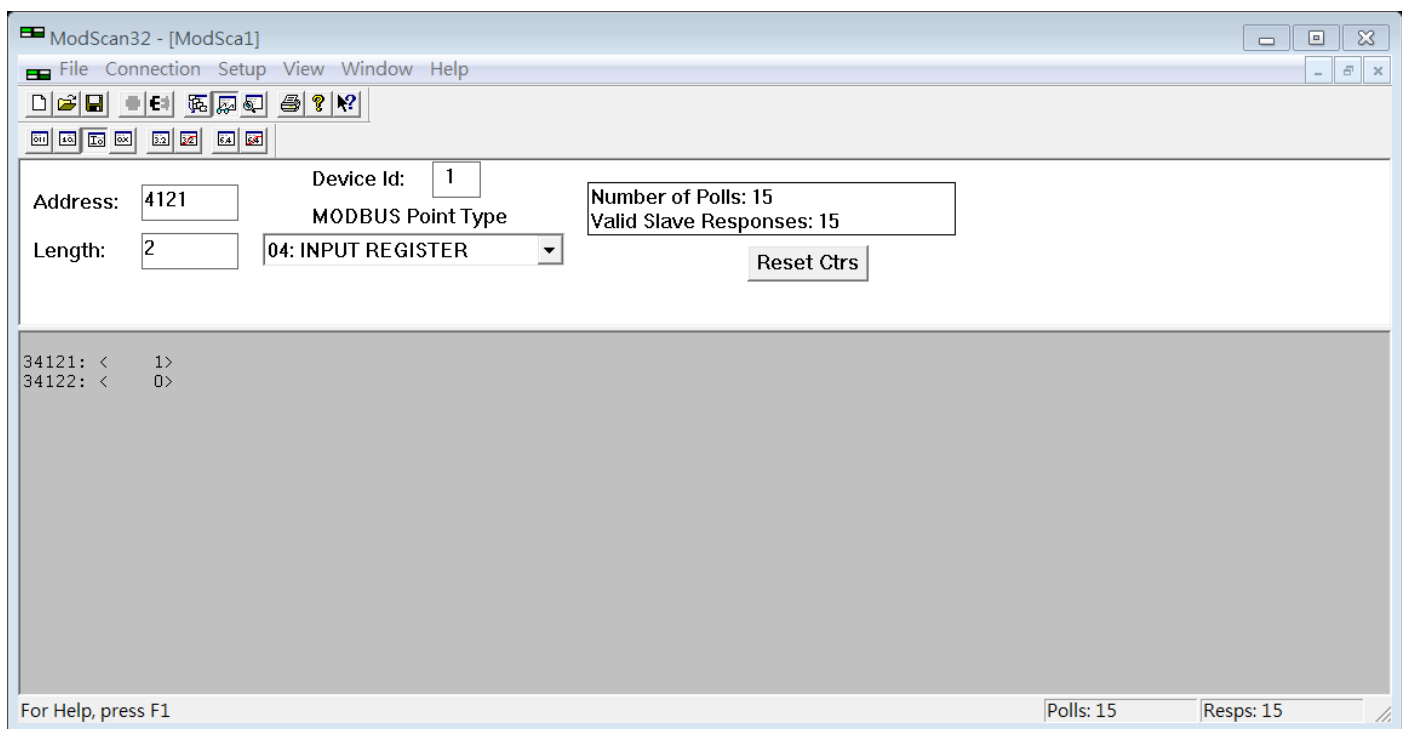 ModScan32 - [ModSca1]
File Connection Setup View Window Help
Device Id: 1
Address: 4121
MODBUS Point Type
Number of Polls: 15
Valid Slave Responses: 15
Length: 2
04: INPUT REGISTER
Reset Ctrs
34121: <     1>
34122: <     0>
For Help, press F1
Polls: 15
Resps: 15